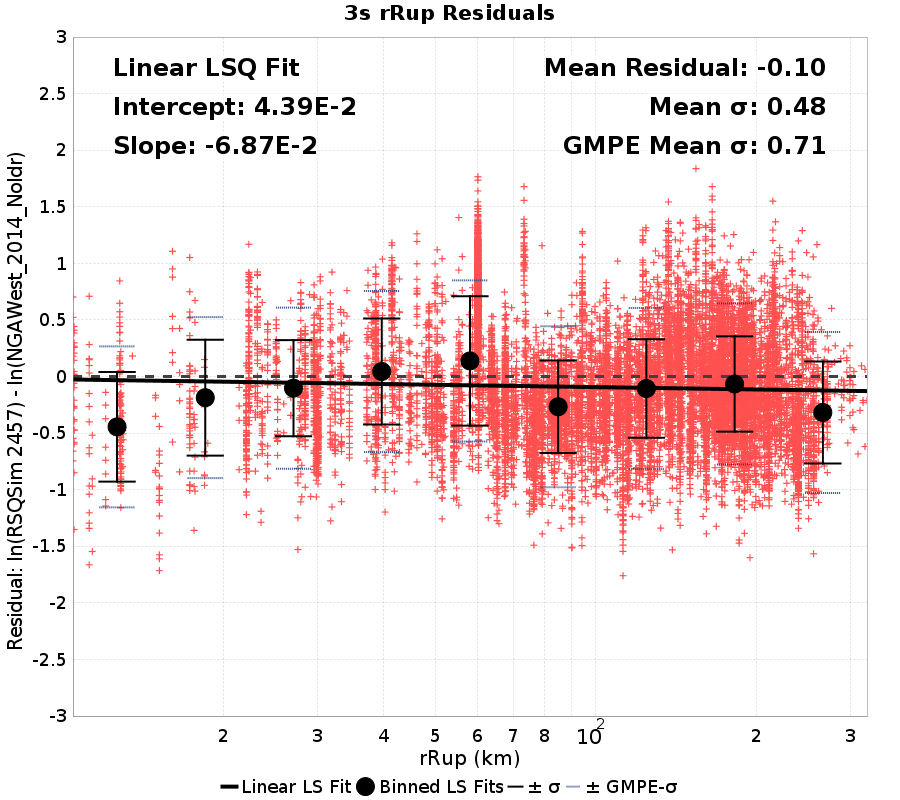 3s rRup Residuals
Linear LSQ Fit
Intercept: 4.39E-2
Slope: -6.87E-2
Mean Residual: -0.10
Mean σ: 0.48
GMPE Mean σ: 0.71
Residual: ln(RSQSim 2457) - ln(NGAWest_2014_NoIdr)
3
2.5
2
1.5
1
0.5
0
-0.5
-1
-1.5
-2
-2.5
-3
2 3 4 5 6 7 8 10² 2 3
rRup (km)
Linear LS Fit Binned LS Fits ± σ ± GMPE-σ